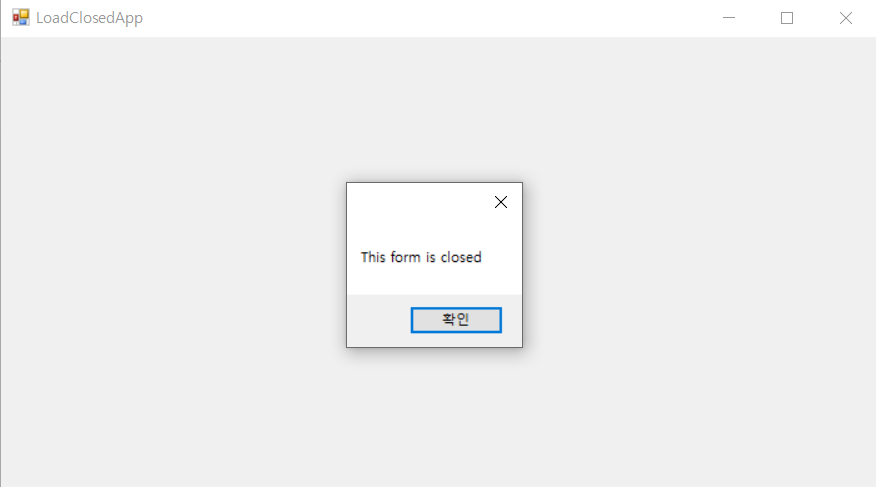 LoadClosedApp
This form is closed
확인